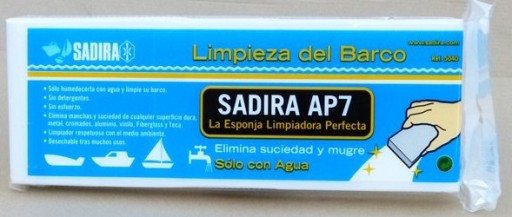 SADIRA
Limpieza del Barco
www.sadira.com
• Sólo humedecerla con agua y limpie su barco.
• Sin detergentes.
• Sin esfuerzo.
• Elimina manchas y suciedad de cualquier superficie dura,
metal, cromados, aluminio, vinilo, Fiberglass y Teca.
• Limpiador respetuoso con el medio ambiente.
• Desechable tras muchos usos.
SADIRA AP7
La Esponja Limpiadora Perfecta
Elimina suciedad y mugre
Sólo con Agua